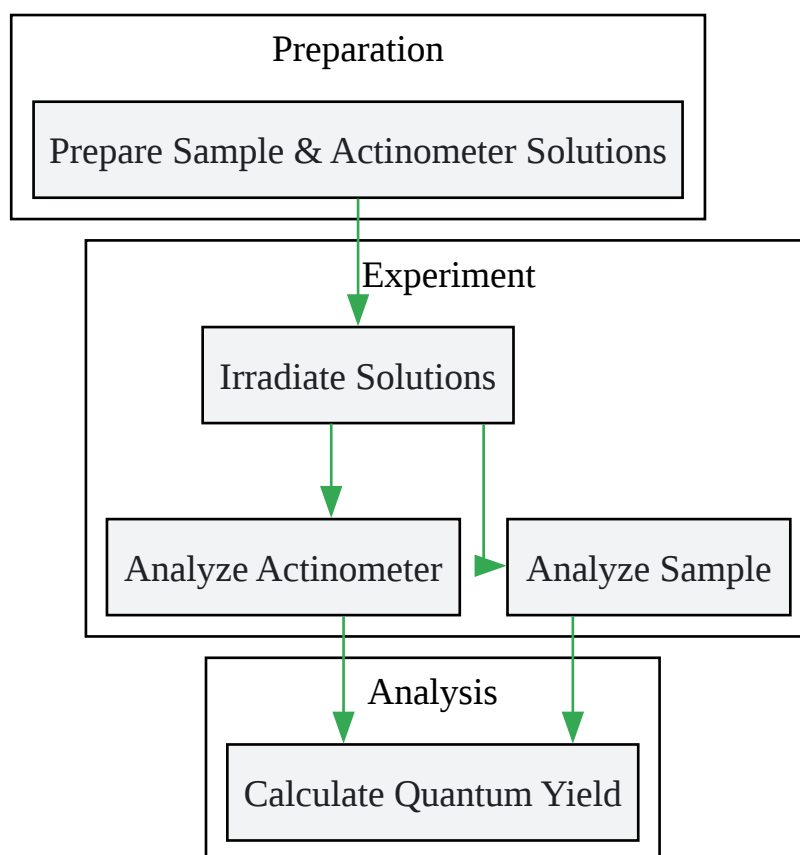 Preparation
Prepare Sample & Actinometer Solutions
Experiment
Irradiate Solutions
Analyze Actinometer
Analyze Sample
Analysis
Calculate Quantum Yield